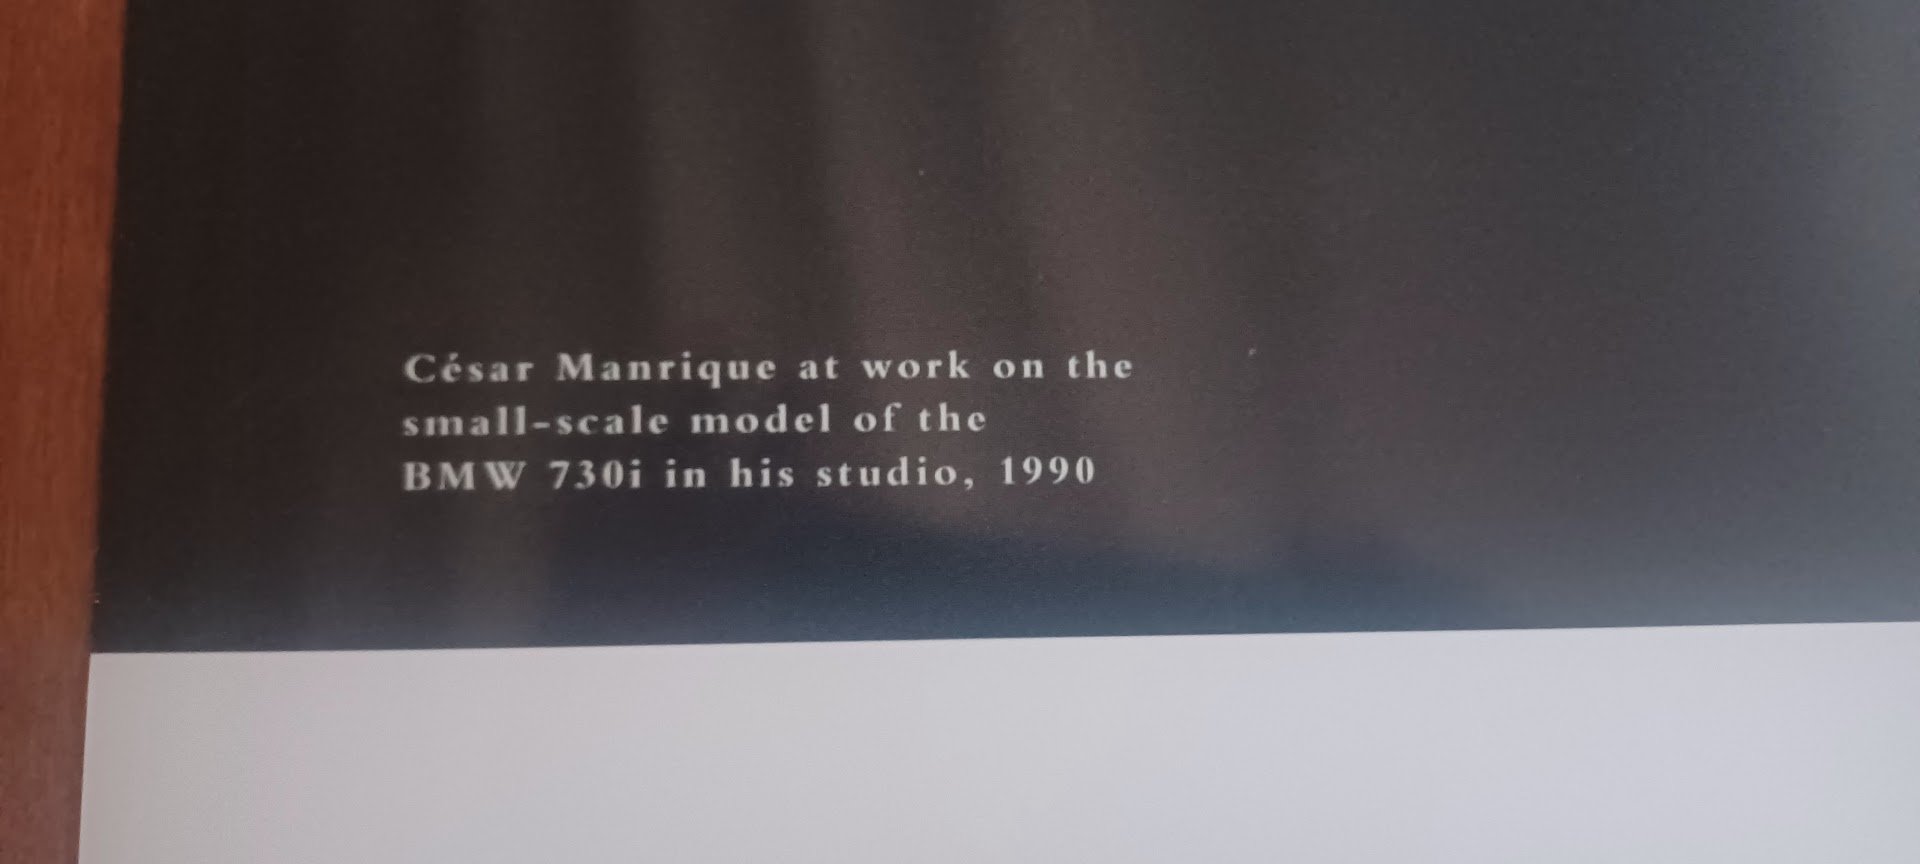 César Manrique at work on the
small-scale model of the
BMW 730i in his studio, 1990